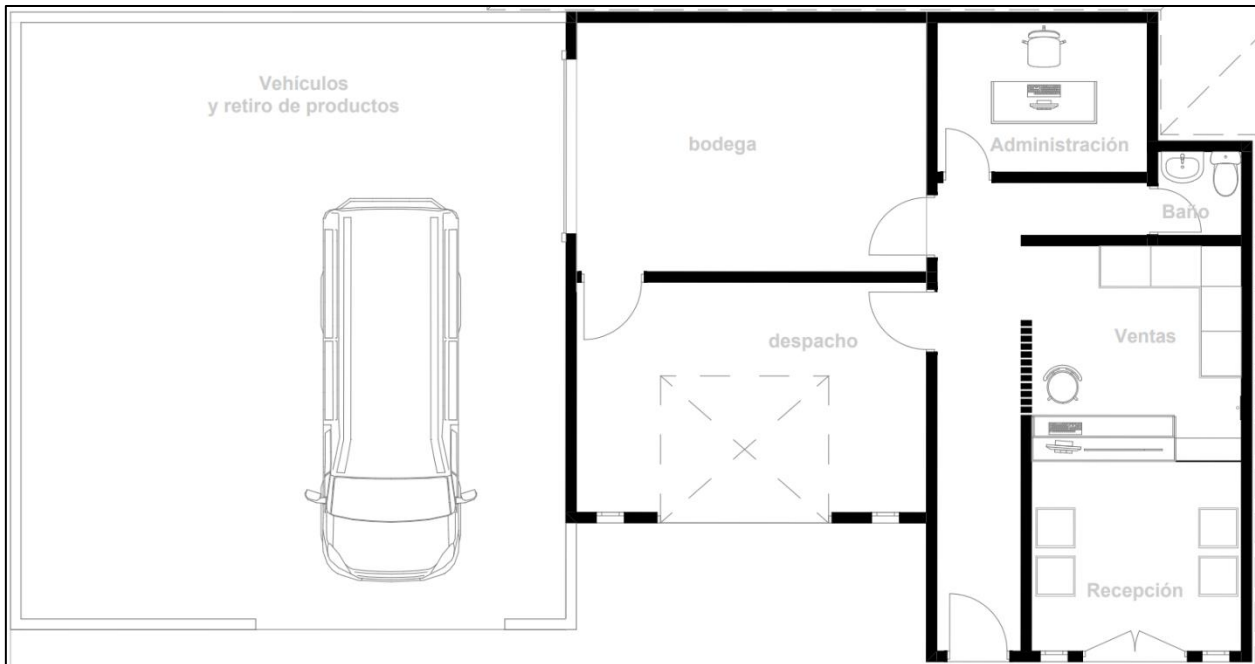 Vehículos
y retiro de productos
bodega
Administración
Baño
despacho
Ventas
Recepción